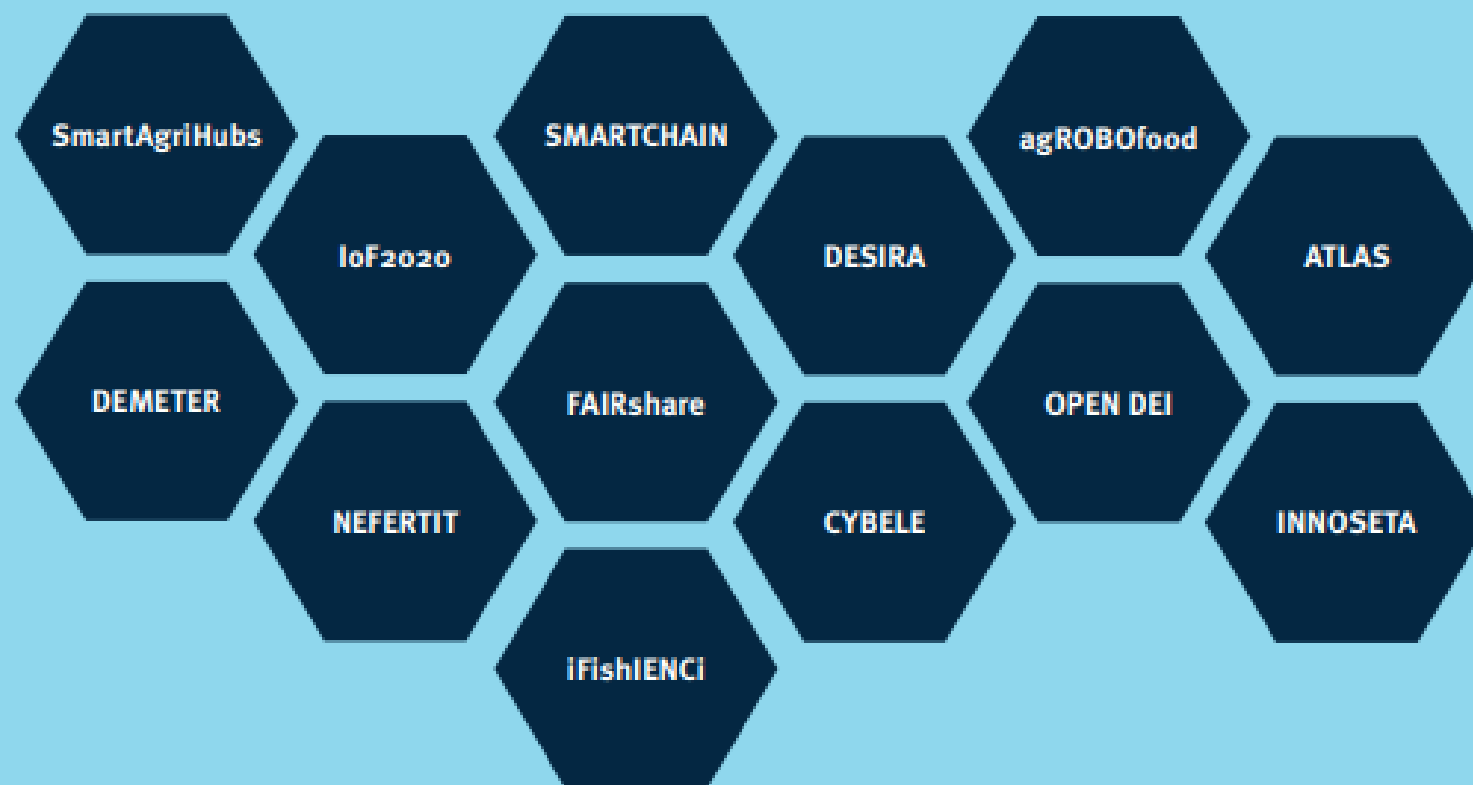 SmartAgriHubs
SMARTCHAIN
agROBOfood
IoF2020
DESIRA
ATLAS
DEMETER
FAIRshare
OPEN DEI
NEFERTIT
CYBELE
INNOSETA
iFishIENCi